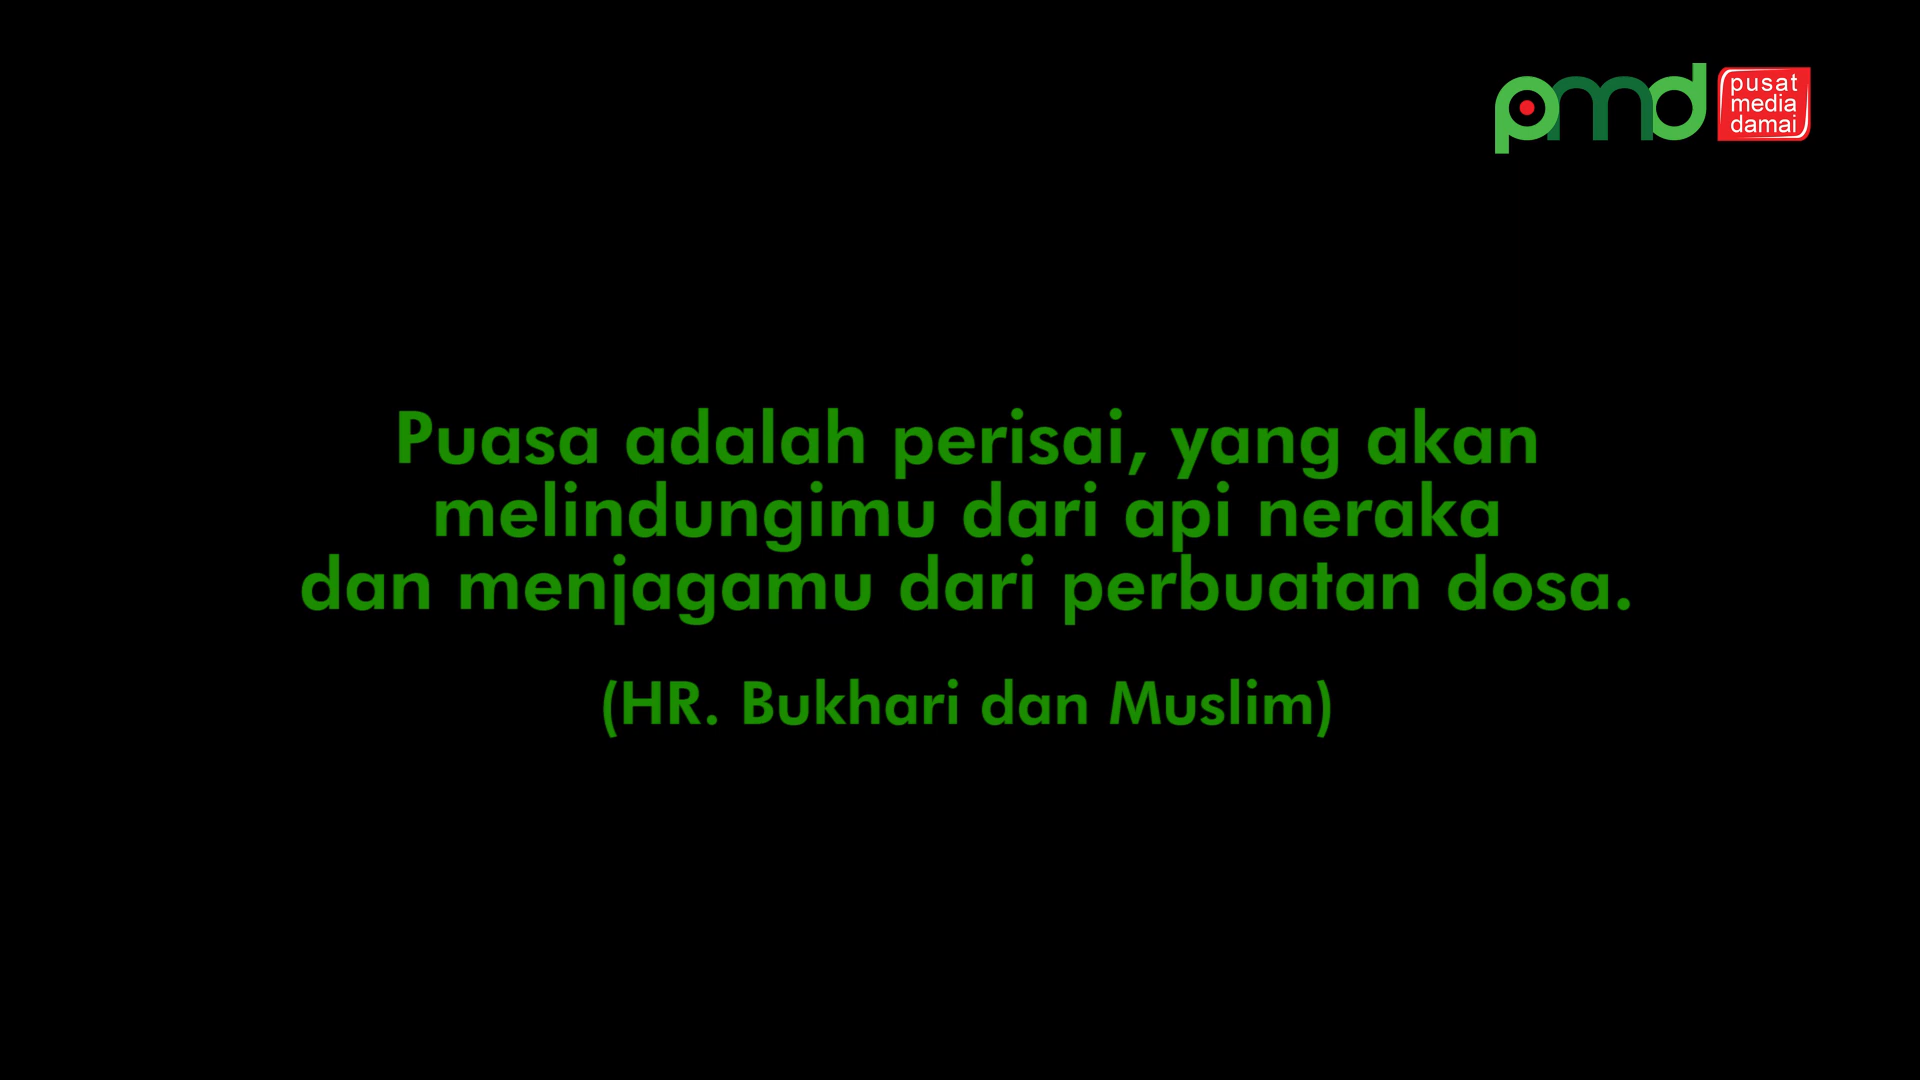 pmd
pusat
media
damai
Puasa adalah perisai, yang akan
melindungimu dari api neraka
dan menjagamu dari perbuatan dosa.
(HR. Bukhari dan Muslim)